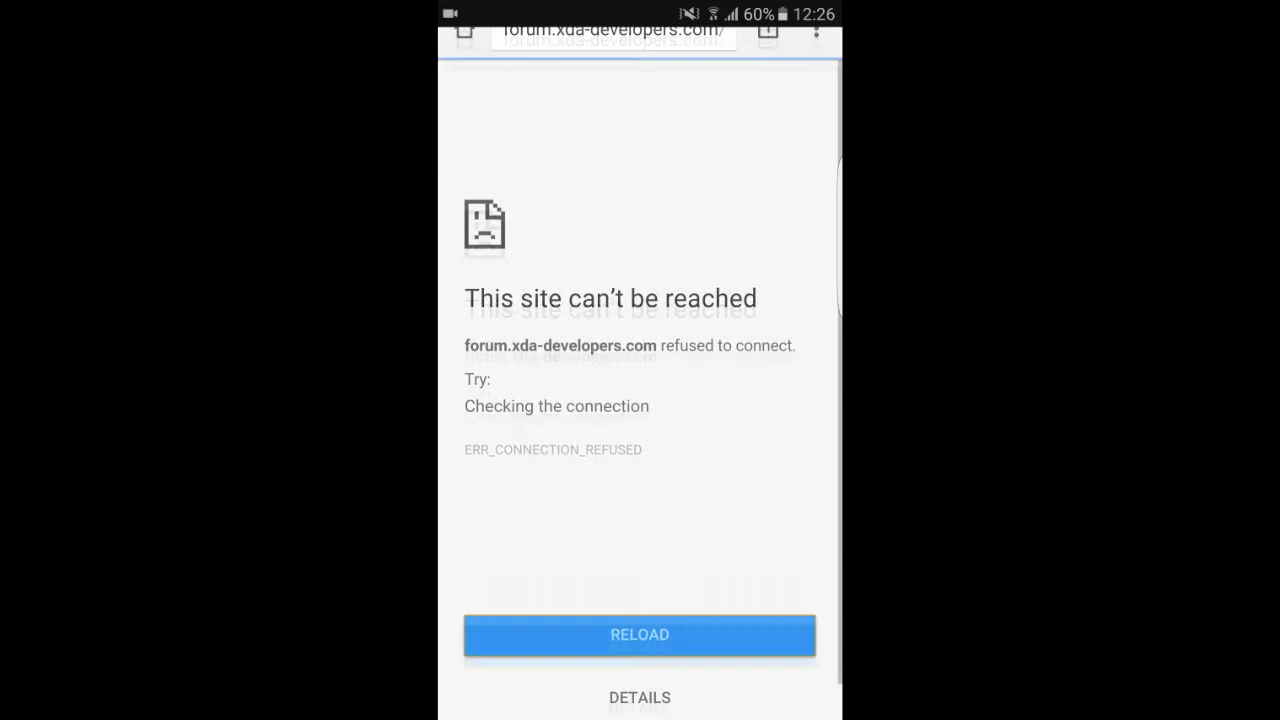 60% 12:26
forum.xda-developers.com/
This site can't be reached
forum.xda-developers.com refused to connect.
Try:
Checking the connection
ERR_CONNECTION_REFUSED
RELOAD
DETAILS